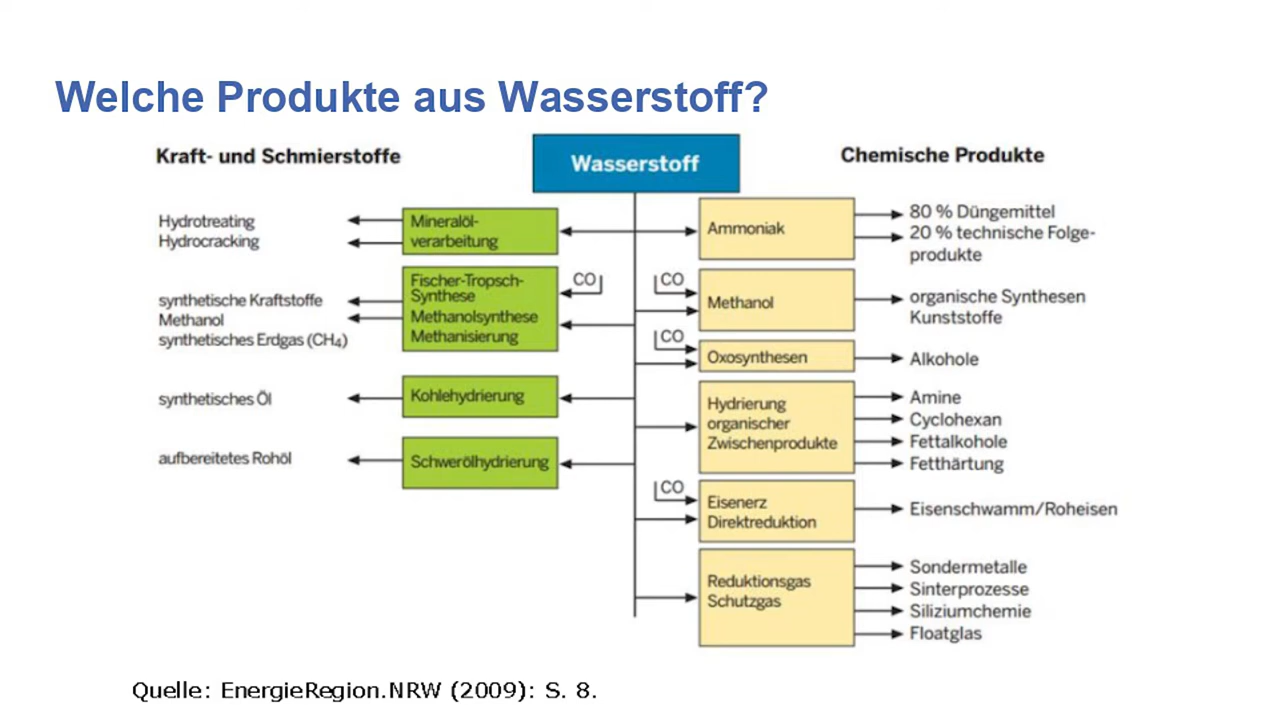 Welche Produkte aus Wasserstoff?
Kraft- und Schmierstoffe
Wasserstoff
Chemische Produkte
Hydrotreating
Hydrocracking
Mineralöl-
verarbeitung
synthetische Kraftstoffe
Methanol
synthetisches Erdgas (CH₄)
CO
Fischer-Tropsch-
Synthese
Methanolsynthese
Methanisierung
synthetisches Öl
Kohlehydrierung
aufbereitetes Rohöl
Schwerölhydrierung
Ammoniak
80 % Düngemittel
20 % technische Folge-
produkte
CO
Methanol
organische Synthesen
Kunststoffe
CO
Oxosynthesen
Alkohole
Hydrierung
organischer
Zwischenprodukte
Amine
Cyclohexan
Fettalkohole
Fetthärtung
CO
Eisenerz
Direktreduktion
Eisenschwamm/Roheisen
Reduktionsgas
Schutzgas
Sondermetalle
Sinterprozesse
Siliziumchemie
Floatglas
Quelle: EnergieRegion.NRW (2009): S. 8.